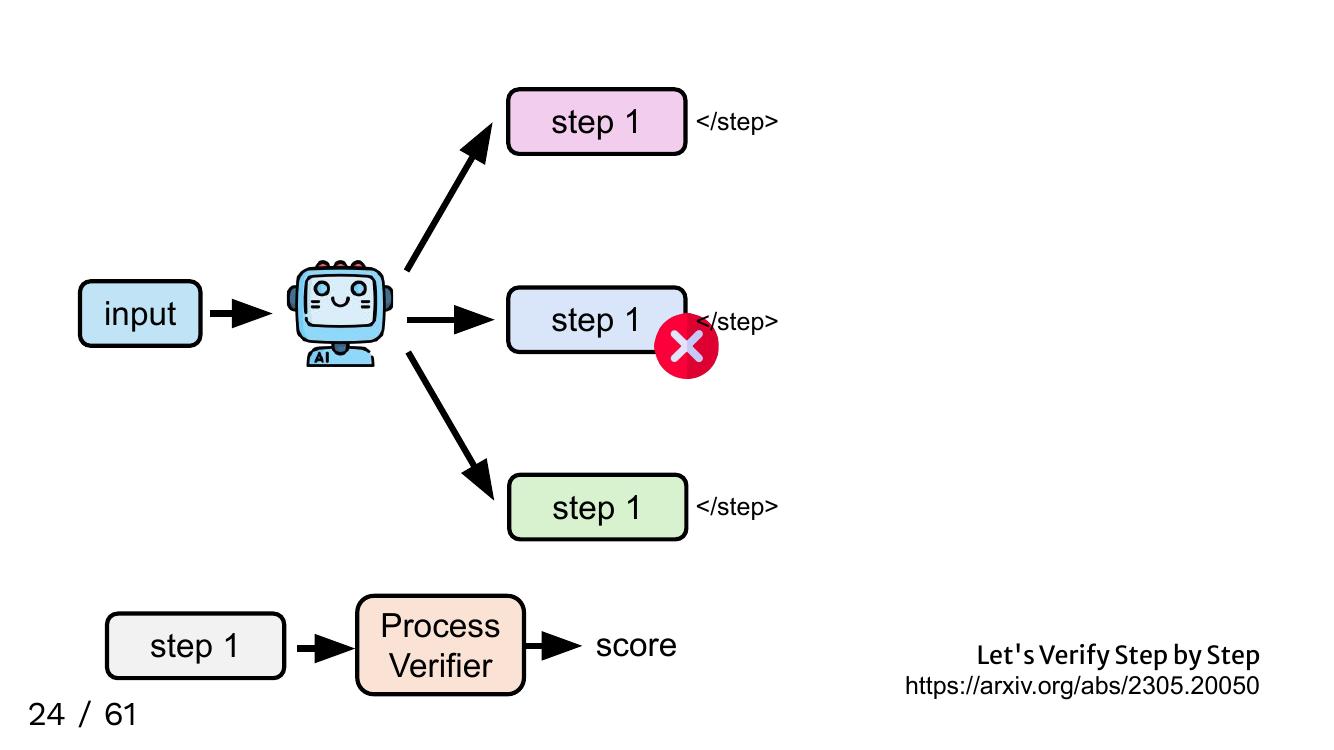 step 1 </step>
input
AI
step 1 </step>
step 1 </step>
step 1
Process
Verifier
score
Let's Verify Step by Step
https://arxiv.org/abs/2305.20050
24 / 61